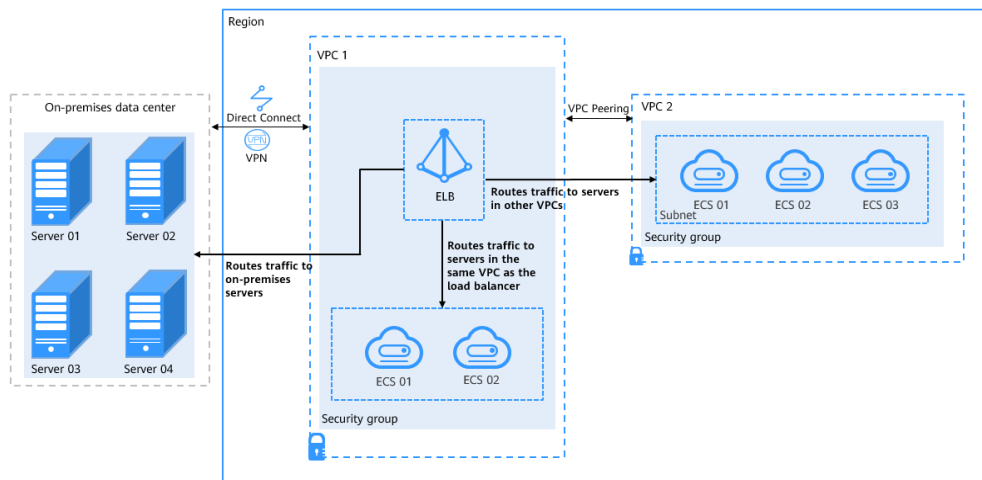 Region
VPC 1
On-premises data center
Direct Connect
VPN
VPN
VPC Peering
VPC 2
ELB
Routes traffic to servers
in other VPCs
ECS 01
ECS 02
ECS 03
Subnet
Security group
Server 01
Server 02
Routes traffic to
on-premises
servers
Routes traffic to
servers in the
same VPC as the
load balancer
Server 03
Server 04
ECS 01
ECS 02
Security group